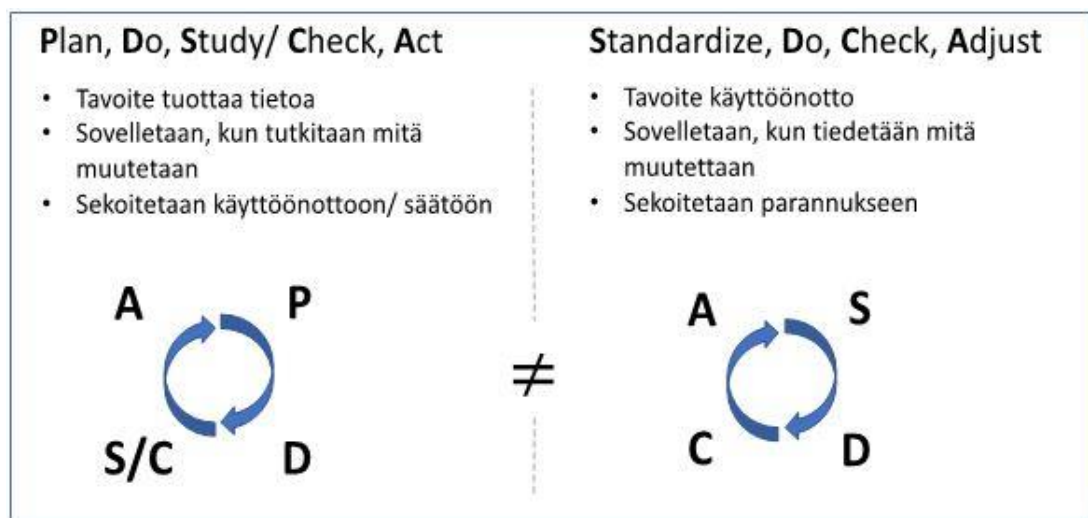 Plan, Do, Study/ Check, Act
• Tavoite tuottaa tietoa
• Sovelletaan, kun tutkitaan mitä
muutetaan
• Sekoitetaan käyttöönottoon/ säätöön
A
P
S/C
D
≠
Standardize, Do, Check, Adjust
• Tavoite käyttöönotto
• Sovelletaan, kun tiedetään mitä
muutettaan
• Sekoitetaan parannukseen
A
S
C
D